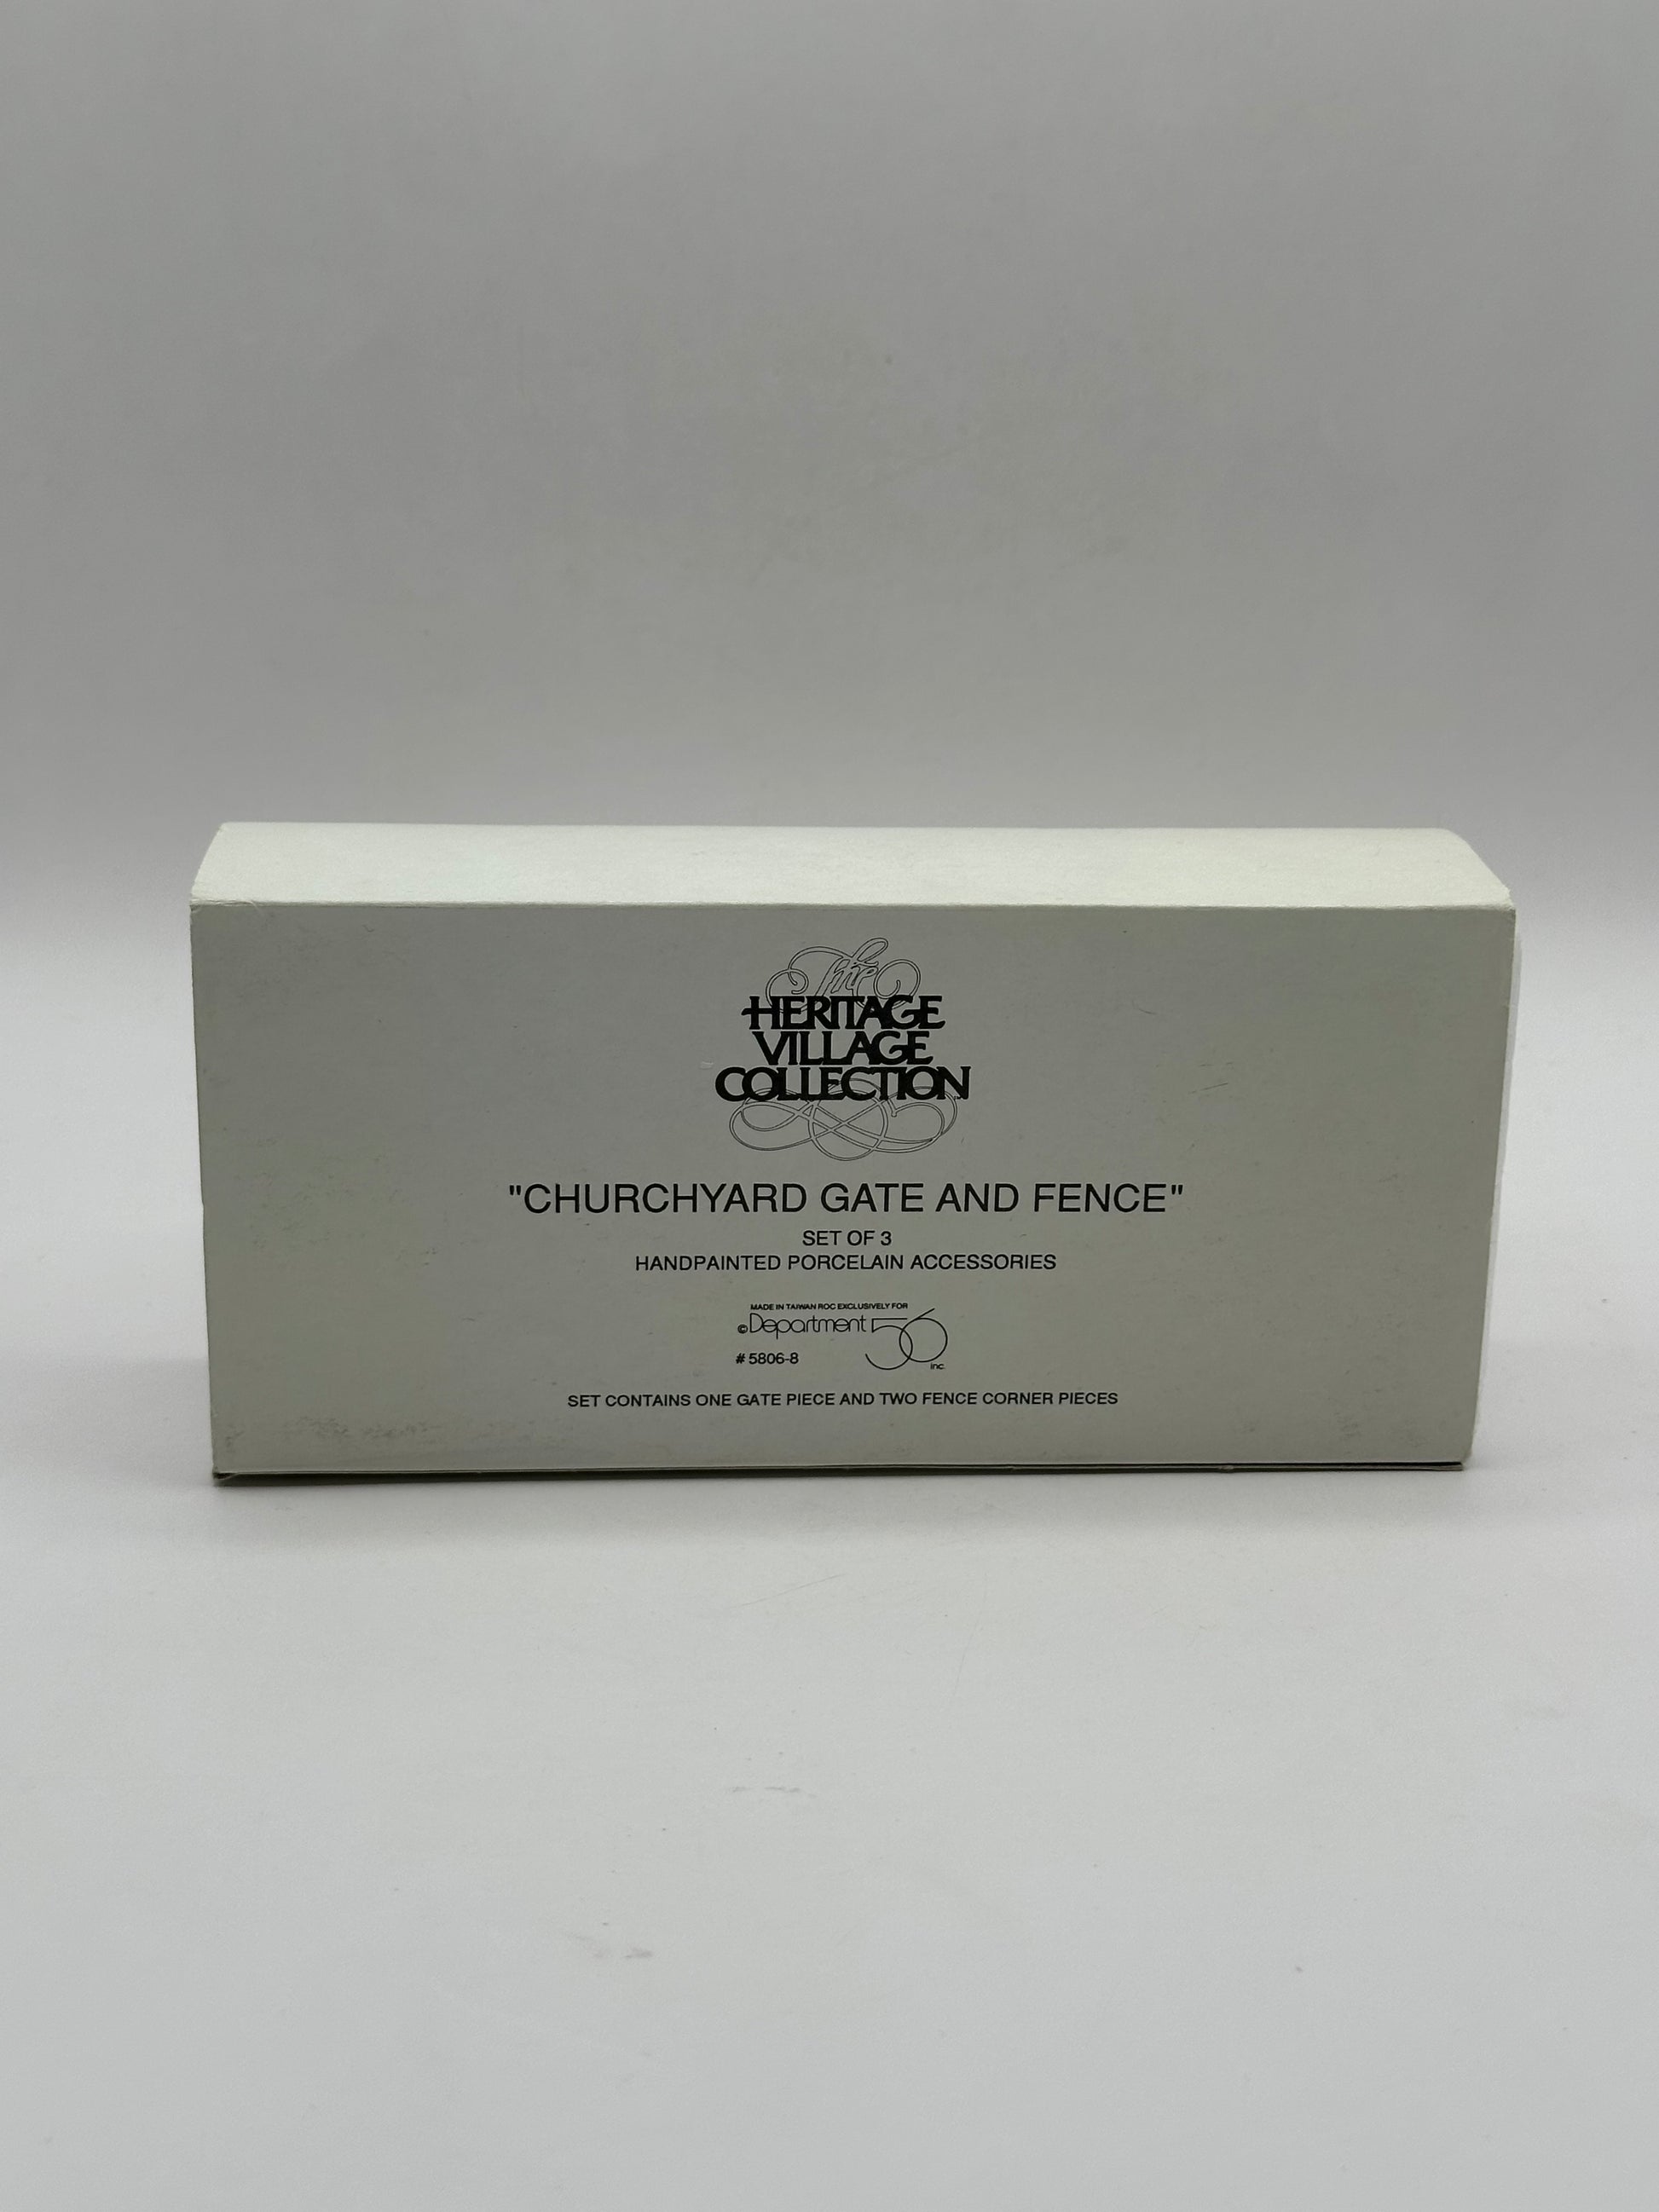 The
HERITAGE
VILLAGE
COLLECTION
"CHURCHYARD GATE AND FENCE"
SET OF 3
HANDPAINTED PORCELAIN ACCESSORIES
MADE IN TAIWAN ROC EXCLUSIVELY FOR
©Department 56 inc.
# 5806-8
SET CONTAINS ONE GATE PIECE AND TWO FENCE CORNER PIECES